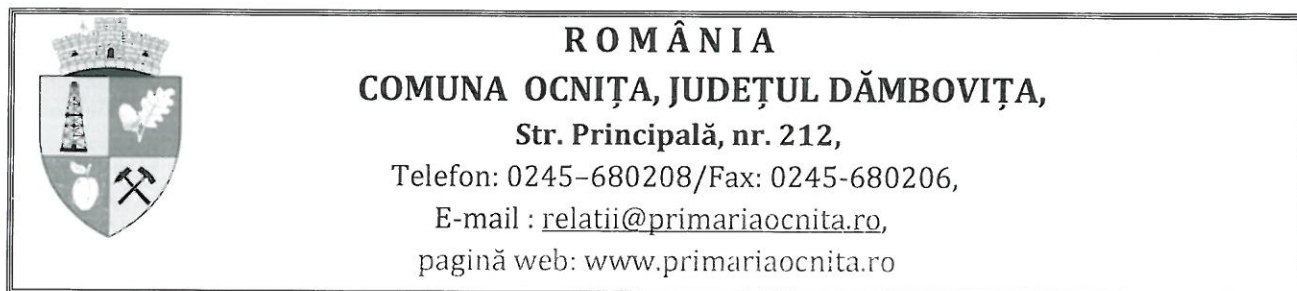 ROMÂNIA
COMUNA OCNIȚA, JUDEȚUL DĂMBOVIȚA,
Str. Principală, nr. 212,
Telefon: 0245–680208/Fax: 0245-680206,
E-mail : relatii@primariaocnita.ro,
pagină web: www.primariaocnita.ro